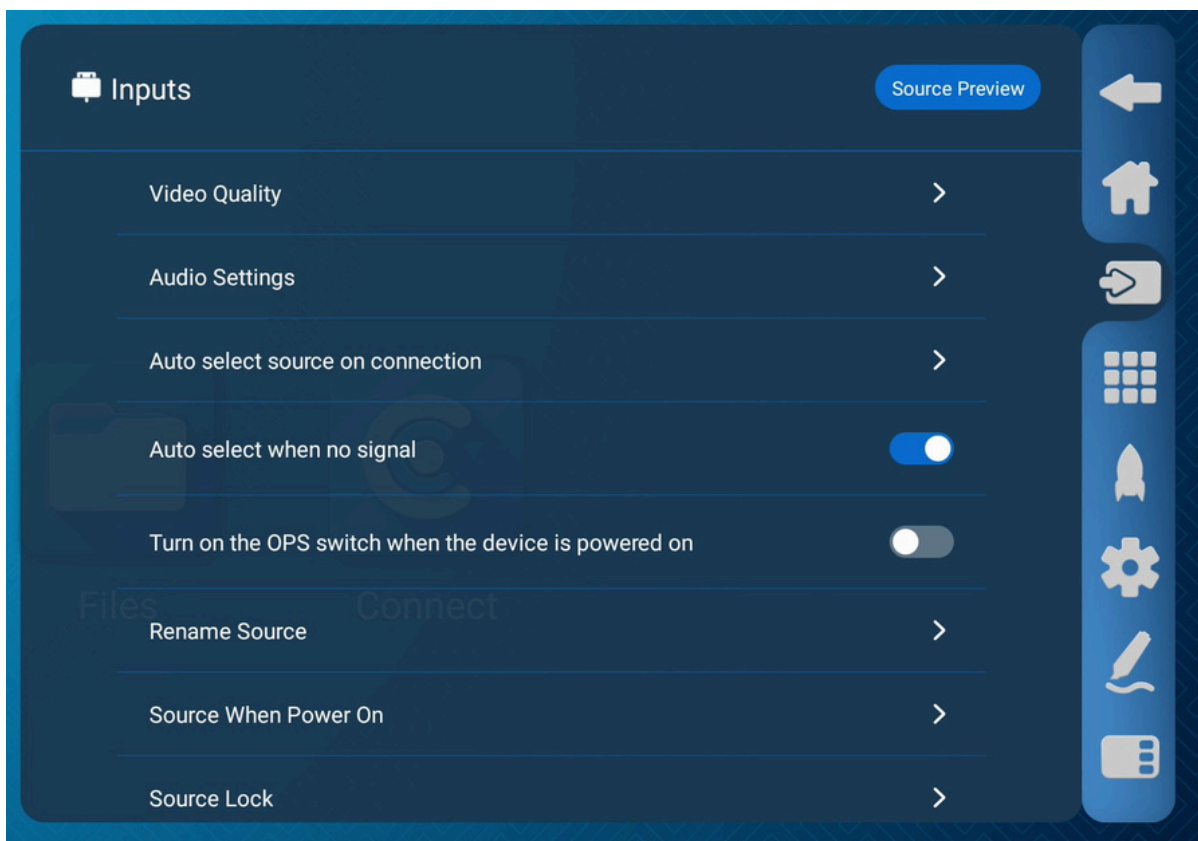 Inputs
Source Preview
Video Quality
Audio Settings
Auto select source on connection
Auto select when no signal
Turn on the OPS switch when the device is powered on
Files
Connect
Rename Source
Source When Power On
Source Lock